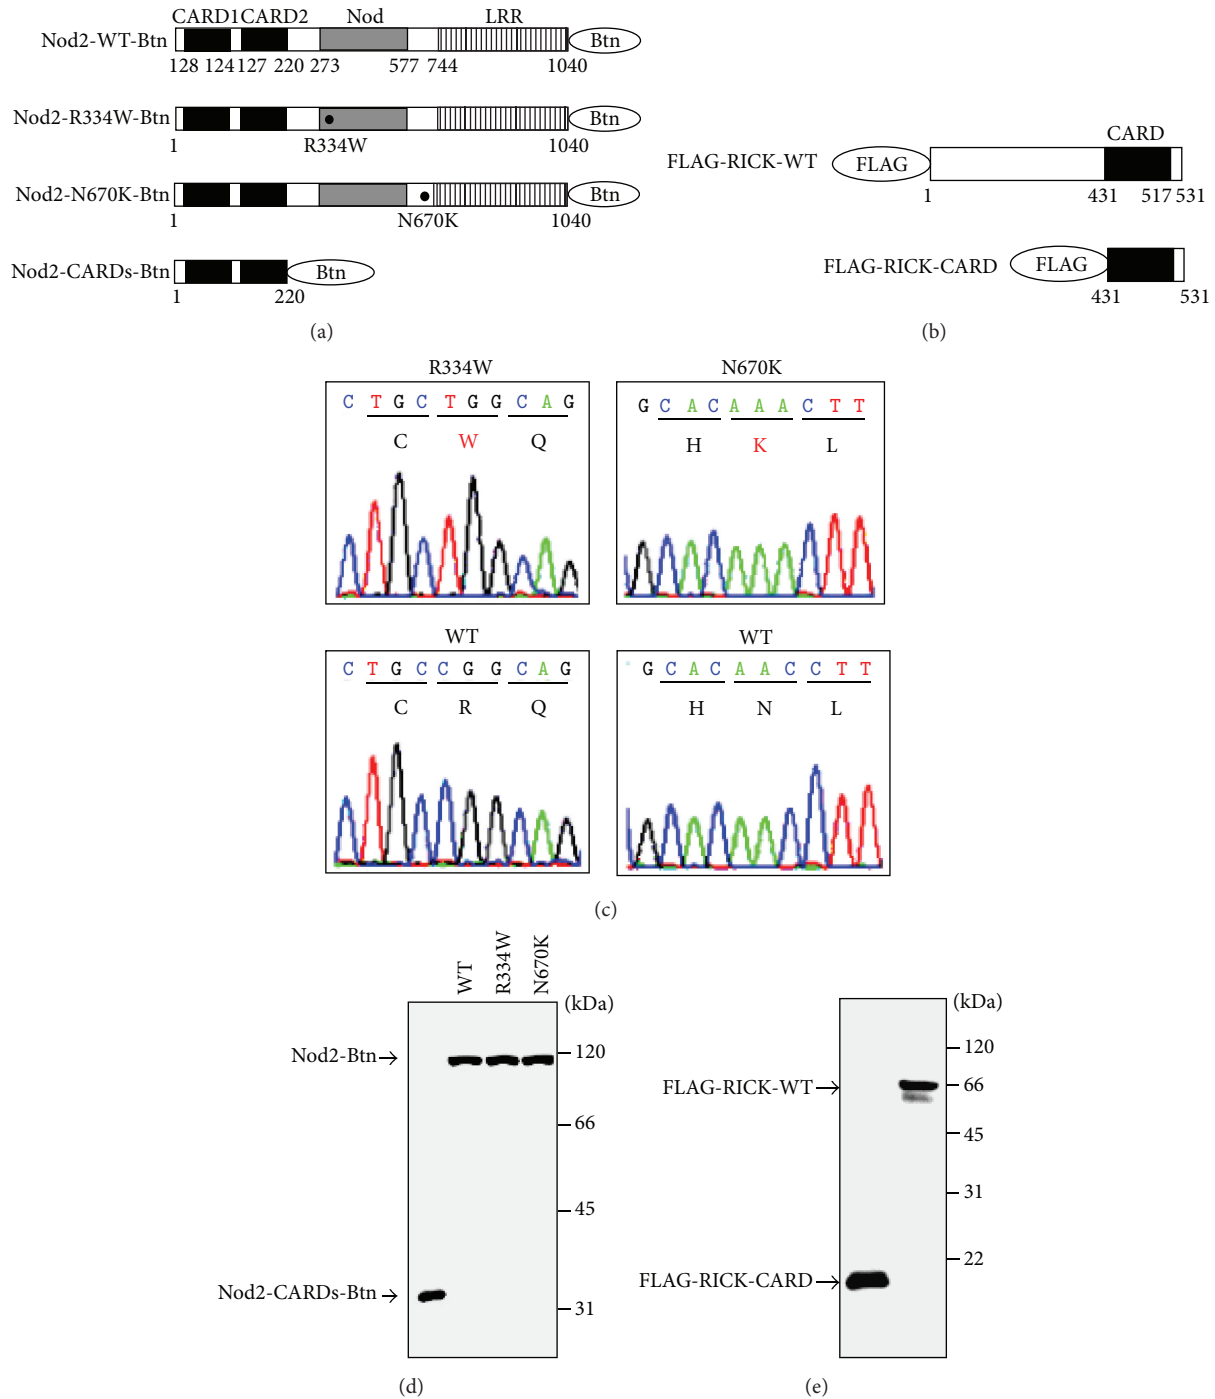 CARD1 CARD2 Nod LRR
Nod2-WT-Btn Btn
128 124 127 220 273 577 744 1040
Nod2-R334W-Btn Btn
1 R334W 1040
Nod2-N670K-Btn Btn
1 N670K 1040
Nod2-CARDs-Btn Btn
1 220
(a)
CARD
FLAG-RICK-WT FLAG
1 431 517 531
FLAG-RICK-CARD FLAG
431 531
(b)
R334W
C T G C T G G C A G
C W Q
N670K
G C A C A A A C T T
H K L
WT
C T G C C G G C A G
C R Q
WT
G C A C A A C C T T
H N L
(c)
WT R334W N670K
(kDa)
Nod2-Btn 120
66
45
Nod2-CARDs-Btn
31
(d)
(kDa)
120
FLAG-RICK-WT 66
45
31
22
FLAG-RICK-CARD
(e)